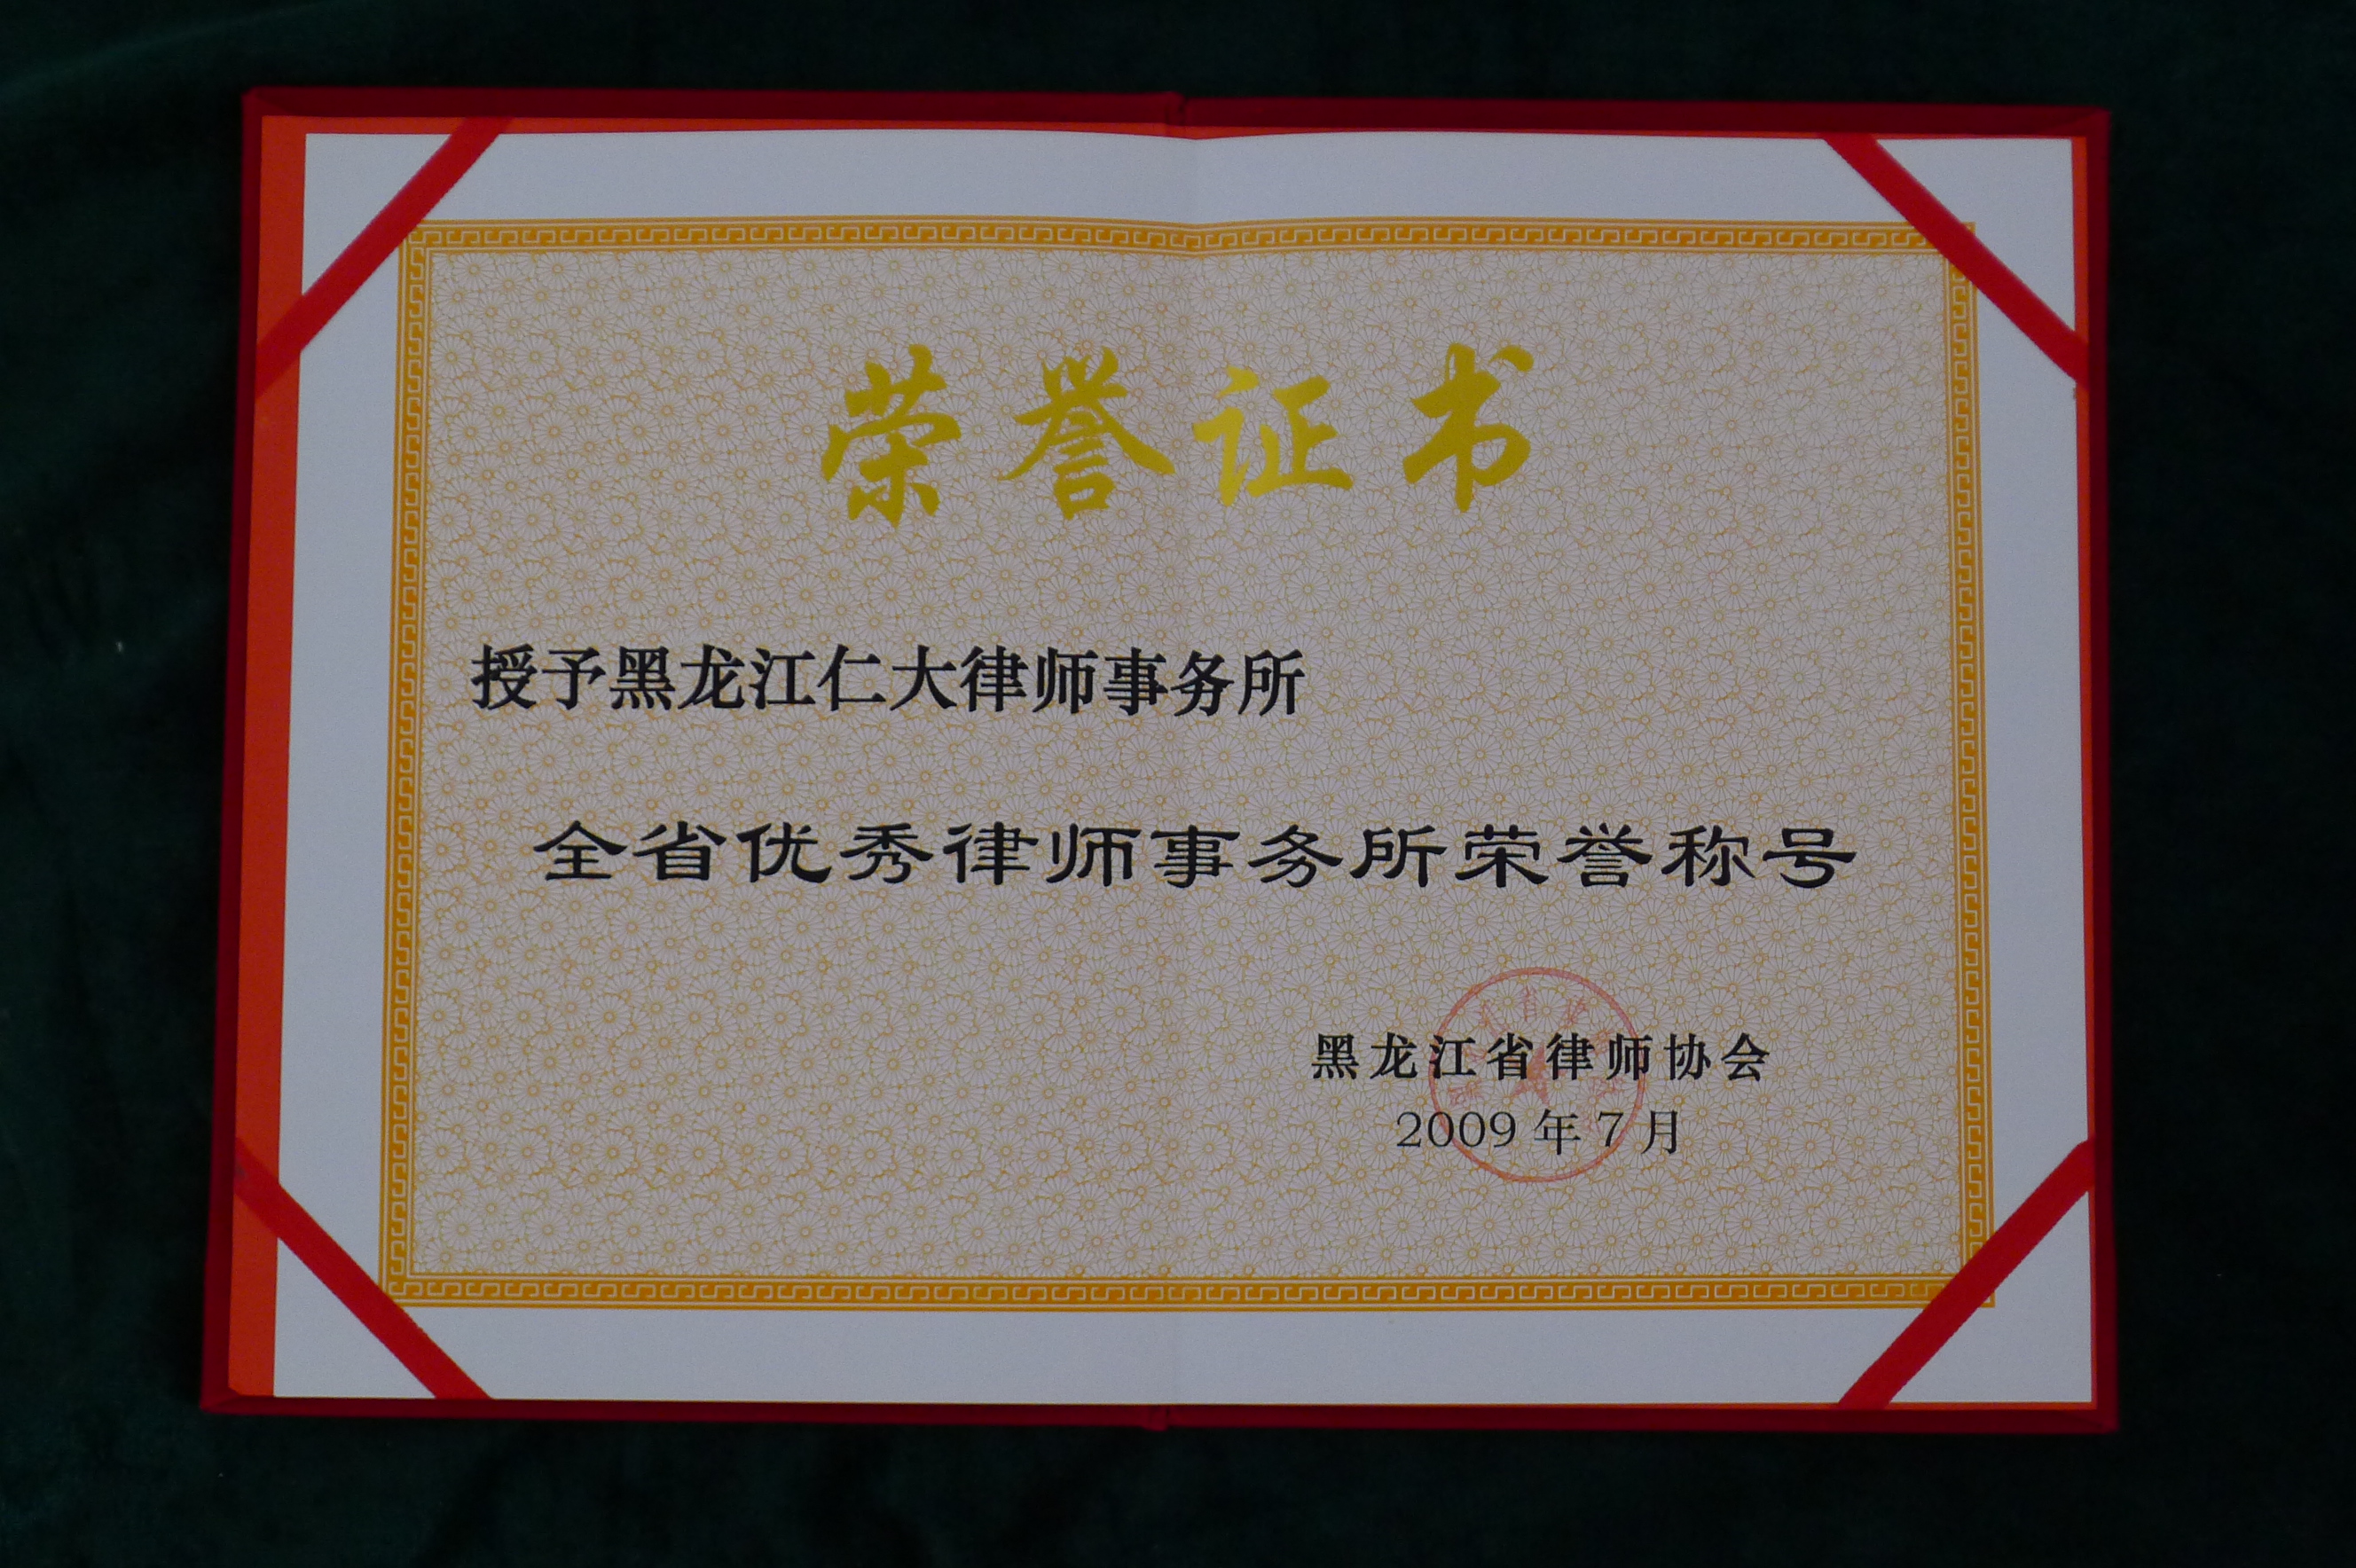 荣誉证书
授予黑龙江仁大律师事务所
全省优秀律师事务所荣誉称号
黑龙江省律师协会
2009年7月